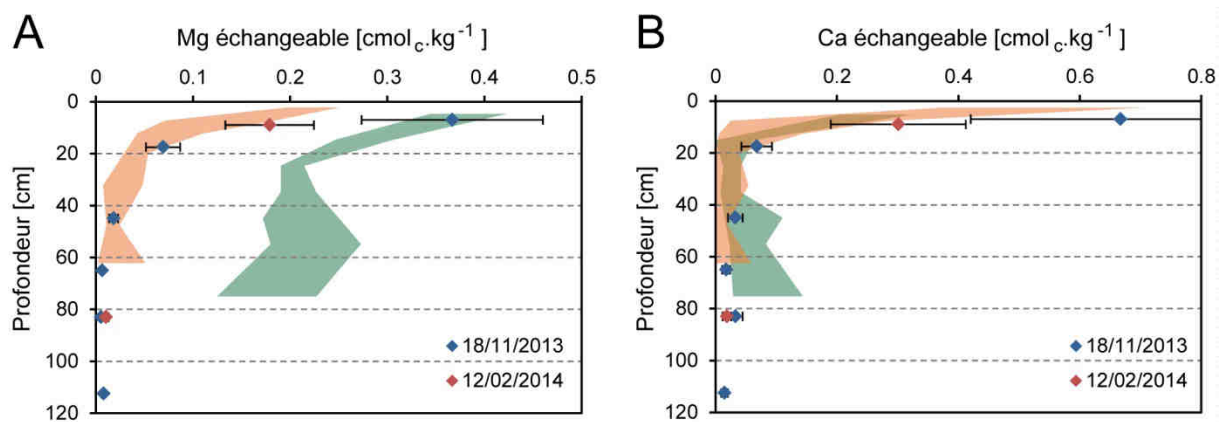 A
Mg échangeable [cmolc.kg-1]
0 0.1 0.2 0.3 0.4 0.5
Profondeur [cm]
0
20
40
60
80
100
120
18/11/2013
12/02/2014
B
Ca échangeable [cmolc.kg-1]
0 0.2 0.4 0.6 0.8
Profondeur [cm]
0
20
40
60
80
100
120
18/11/2013
12/02/2014